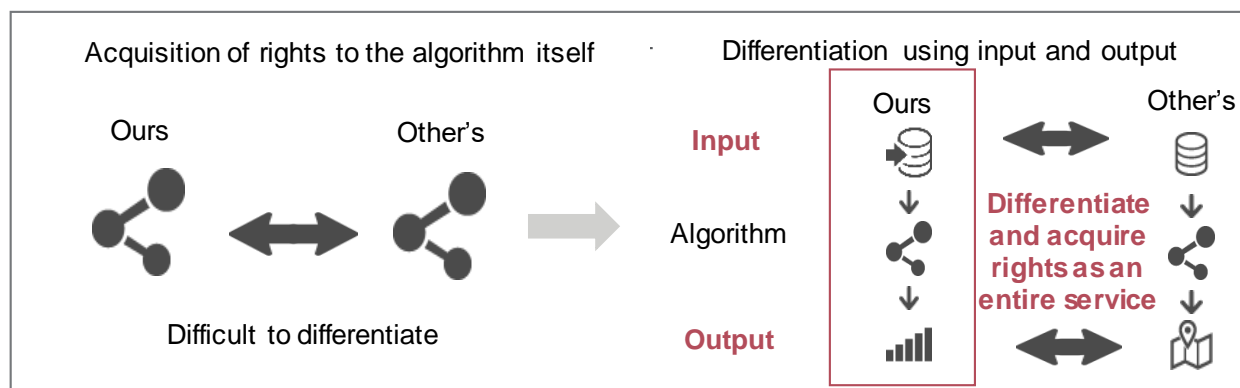 Acquisition of rights to the algorithm itself
Ours
Other's
Difficult to differentiate
Differentiation using input and output
Ours
Other's
Input
Algorithm
Differentiate
and acquire
rights as an
entire service
Output